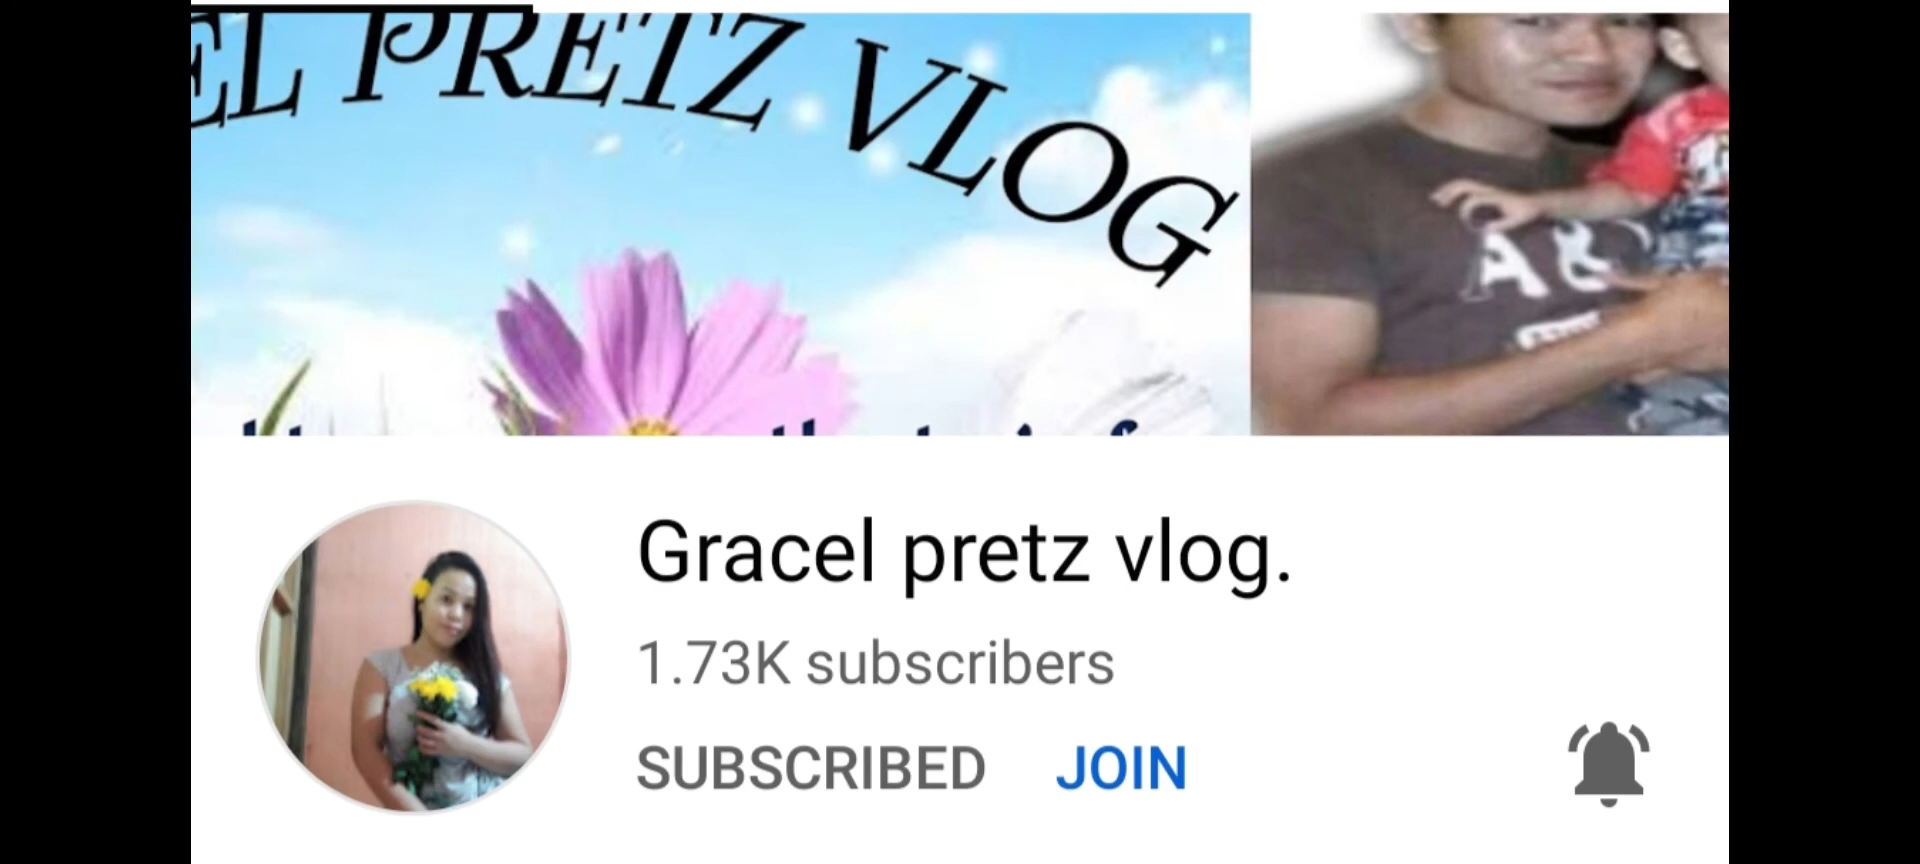 EL PRETZ VLOG
A&
Gracel pretz vlog.
1.73K subscribers
SUBSCRIBED JOIN